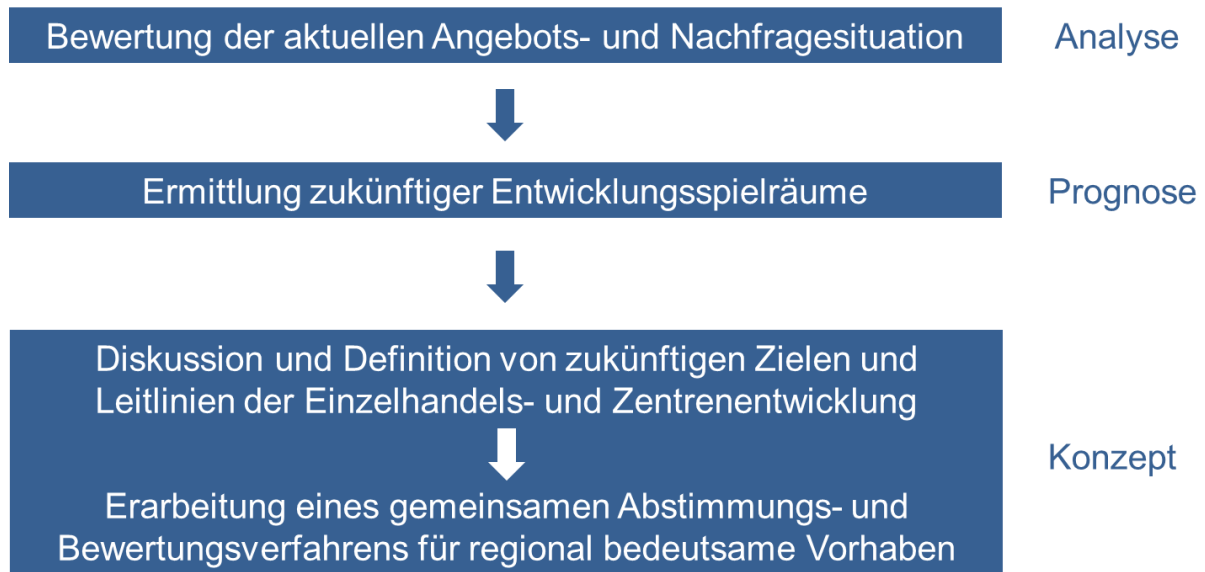 Bewertung der aktuellen Angebots- und Nachfragesituation
Analyse
Ermittlung zukünftiger Entwicklungsspielräume
Prognose
Diskussion und Definition von zukünftigen Zielen und
Leitlinien der Einzelhandels- und Zentrenentwicklung
Konzept
Erarbeitung eines gemeinsamen Abstimmungs- und
Bewertungsverfahrens für regional bedeutsame Vorhaben